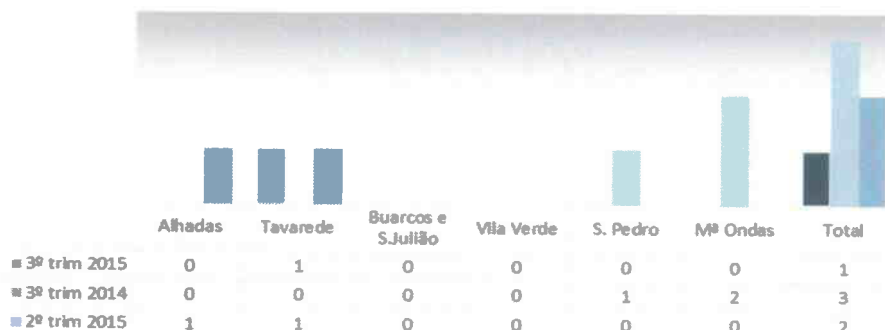 Alhadas Tavarede Buarcos e S.Julião Vila Verde S. Pedro Mª Ondas Total
3º trim 2015 0 1 0 0 0 0 1
3º trim 2014 0 0 0 0 1 2 3
2º trim 2015 1 1 0 0 0 0 2